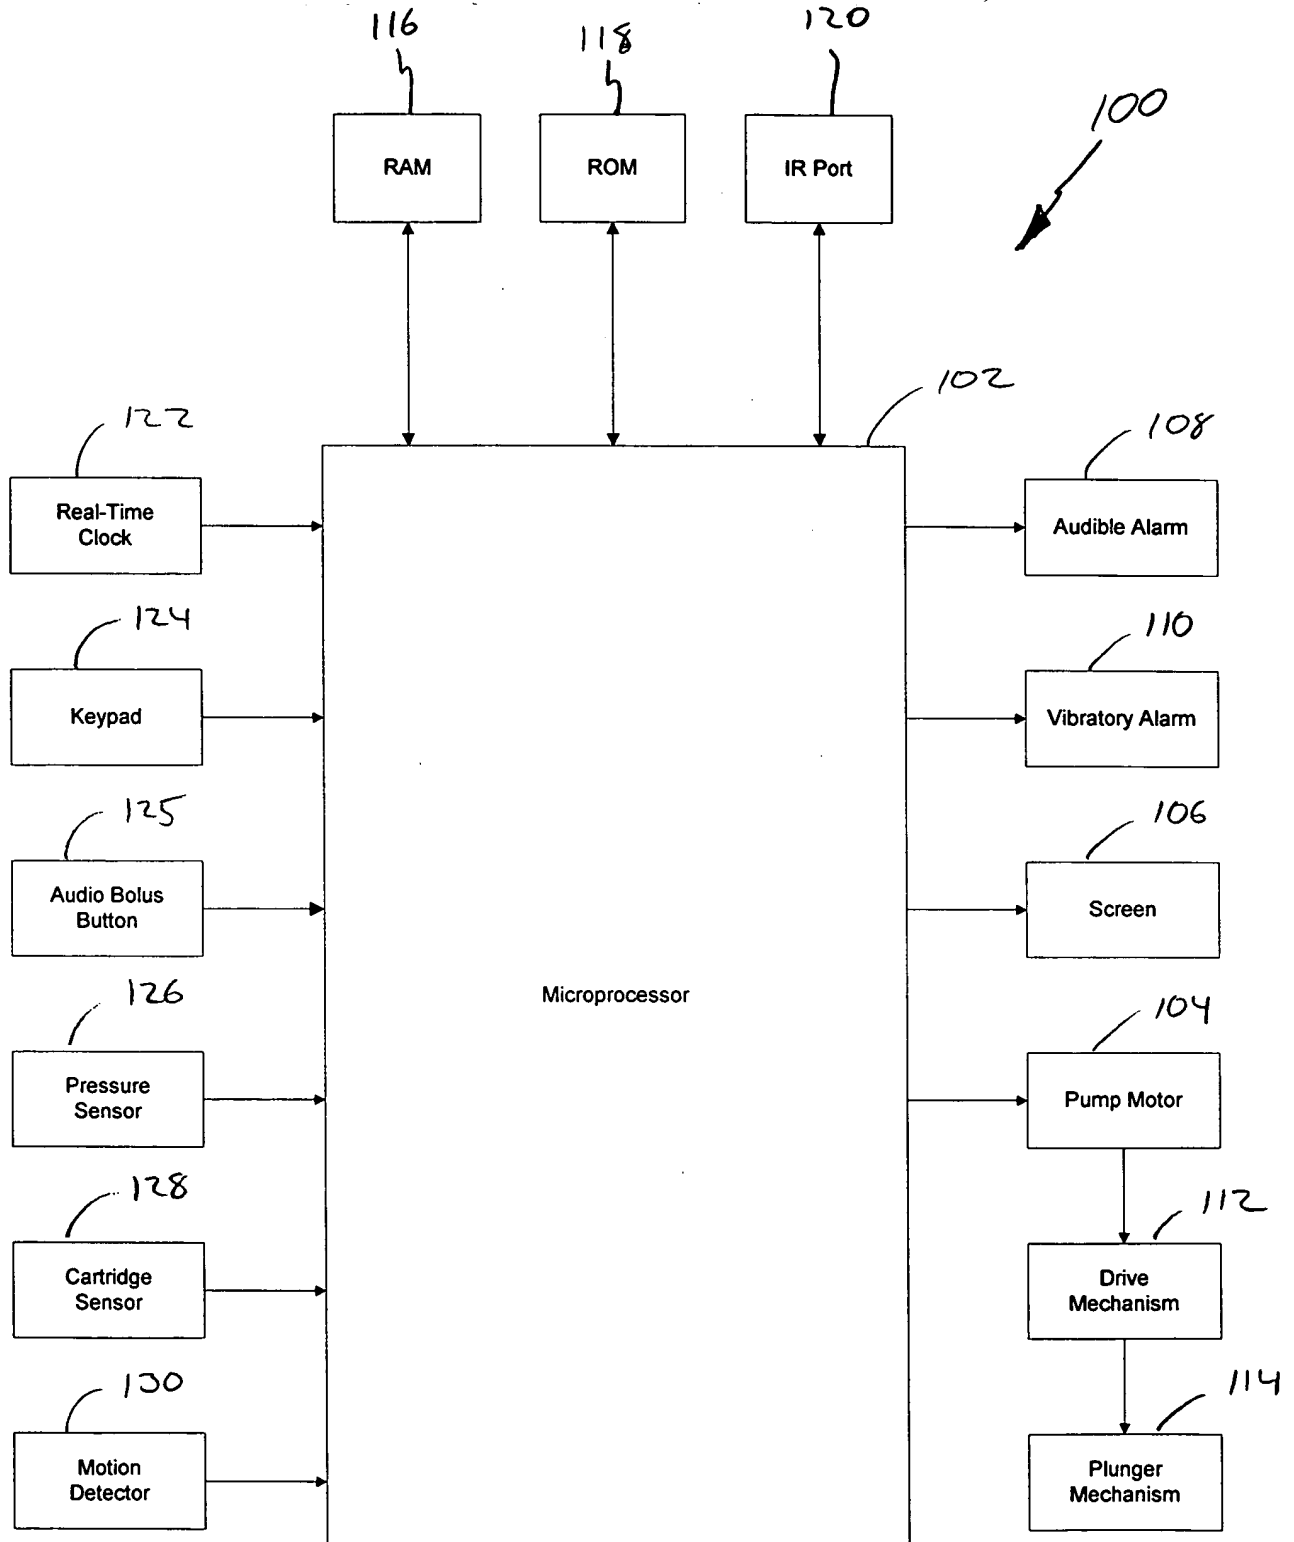 116
118
120
100
RAM
ROM
IR Port
102
122
108
Real-Time
Clock
Audible Alarm
124
110
Keypad
Vibratory Alarm
125
106
Audio Bolus
Button
Screen
126
104
Microprocessor
Pressure
Sensor
Pump Motor
128
112
Cartridge
Sensor
Drive
Mechanism
130
114
Motion
Detector
Plunger
Mechanism